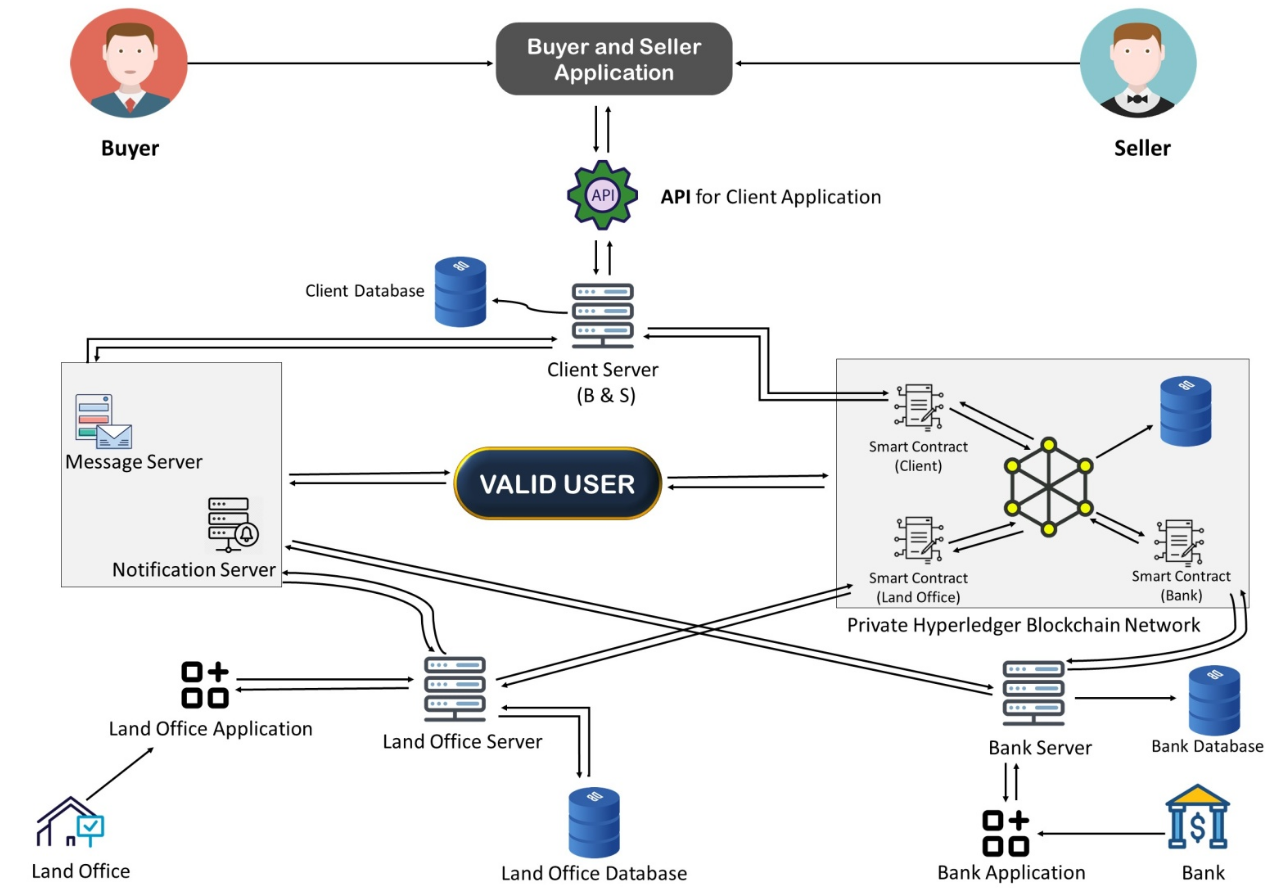 Buyer and Seller
Application
Buyer
Seller
API
API for Client Application
Client Database
Client Server
(B & S)
Message Server
Notification Server
VALID USER
Smart Contract
(Client)
Smart Contract
(Land Office)
Smart Contract
(Bank)
Private Hyperledger Blockchain Network
Land Office Application
Land Office Server
Bank Server
Bank Database
Land Office
Land Office Database
Bank Application
$
Bank